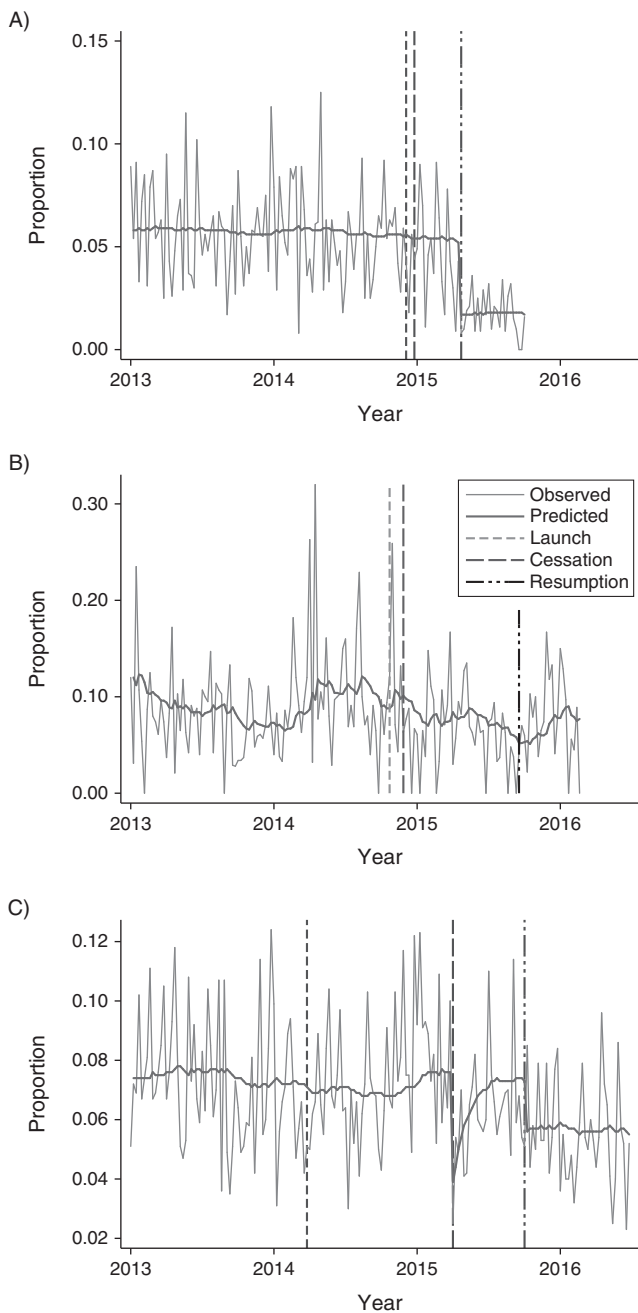 A)
0.15
0.10
0.05
0.00
Proportion
2013 2014 2015 2016
Year
B)
0.30
0.20
0.10
0.00
Proportion
Observed
Predicted
Launch
Cessation
Resumption
2013 2014 2015 2016
Year
C)
0.12
0.10
0.08
0.06
0.04
0.02
Proportion
2013 2014 2015 2016
Year